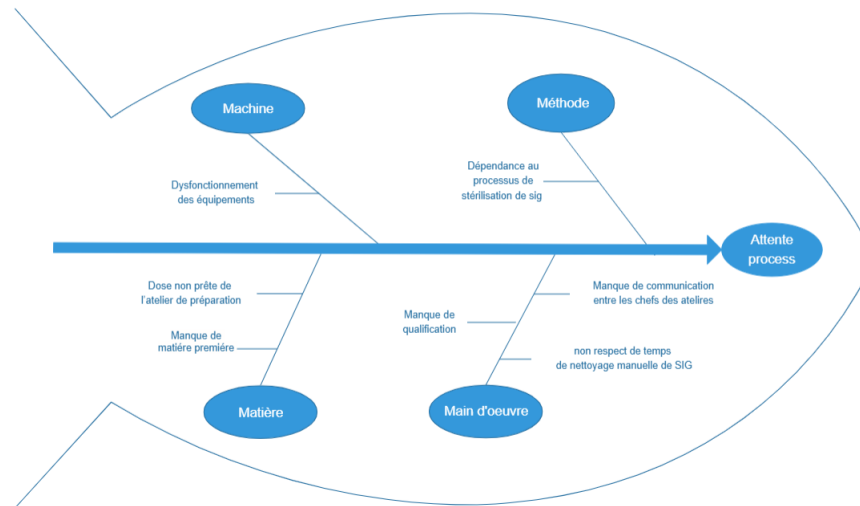 Machine
Méthode
Dysfonctionnement
des équipements
Dépendance au
processus de
stérilisation de sig
Attente
process
Dose non prête de
l'atelier de préparation
Manque de
matiére premiére
Manque de communication
entre les chefs des atelires
Manque de
qualification
non respect de temps
de nettoyage manuelle de SIG
Matière
Main d'oeuvre